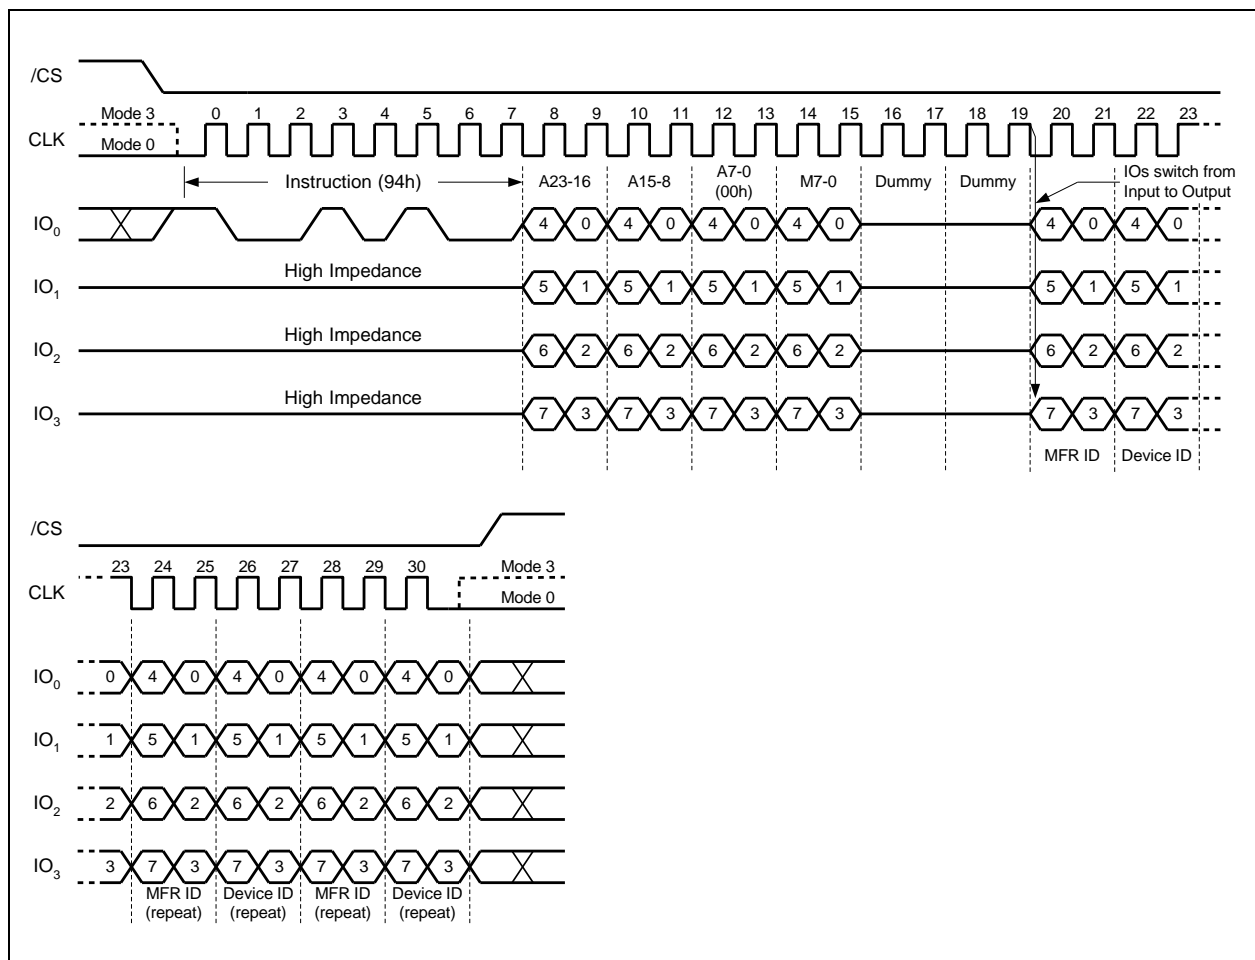 /CS
Mode 3 0 1 2 3 4 5 6 7 8 9 10 11 12 13 14 15 16 17 18 19 20 21 22 23
CLK
Mode 0
Instruction (94h) A23-16 A15-8 A7-0 (00h) M7-0 Dummy Dummy IOs switch from Input to Output
IO0 4 0 4 0 4 0 4 0 4 0 4 0
High Impedance
IO1 5 1 5 1 5 1 5 1 5 1 5 1
High Impedance
IO2 6 2 6 2 6 2 6 2 6 2 6 2
High Impedance
IO3 7 3 7 3 7 3 7 3 7 3 7 3
MFR ID Device ID
/CS
23 24 25 26 27 28 29 30 Mode 3
CLK
Mode 0
IO0 0 4 0 4 0 4 0 4 0
IO1 1 5 1 5 1 5 1 5 1
IO2 2 6 2 6 2 6 2 6 2
IO3 3 7 3 7 3 7 3 7 3
MFR ID Device ID MFR ID Device ID
(repeat) (repeat) (repeat) (repeat)